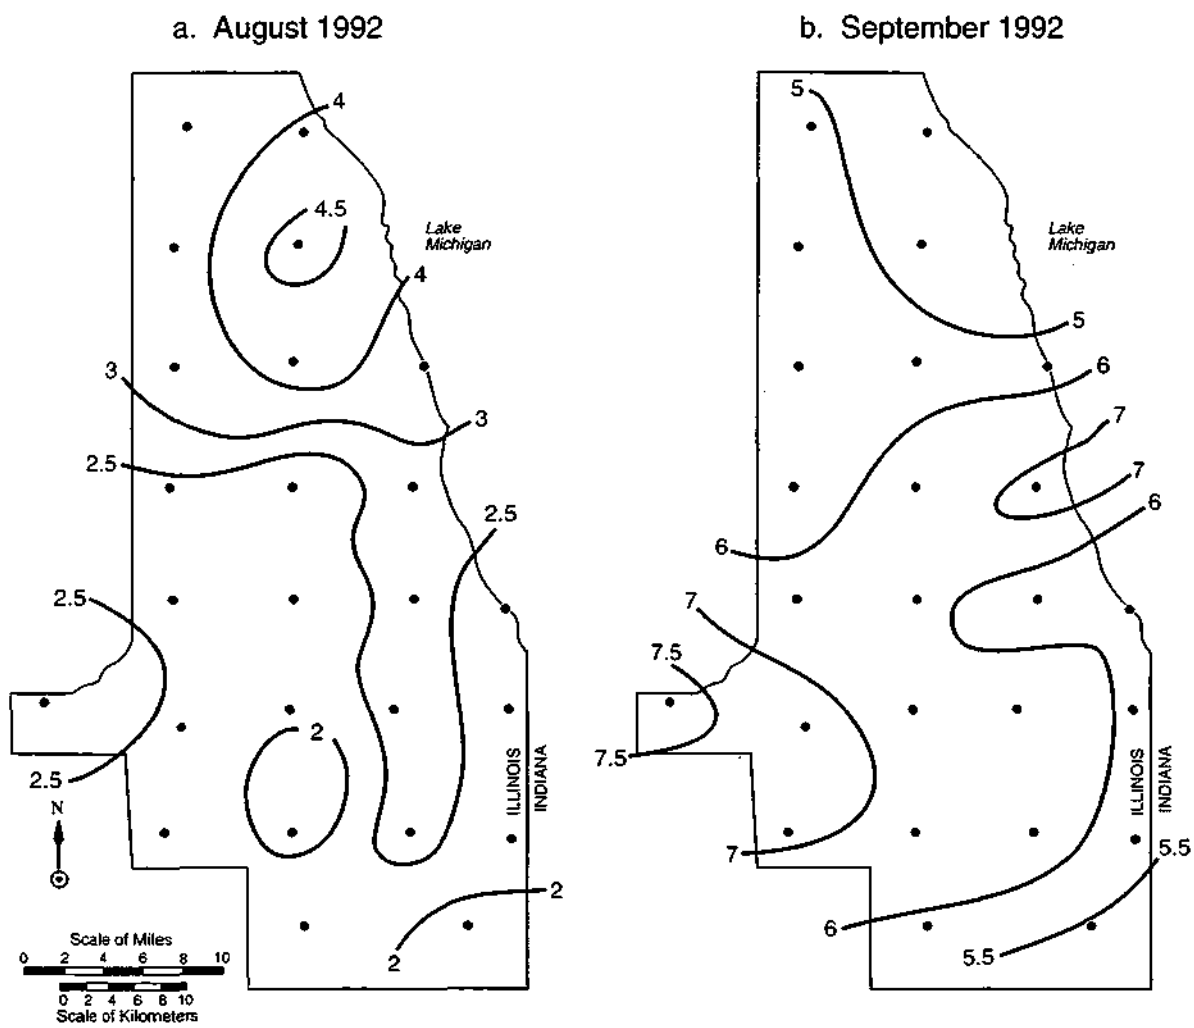 a. August 1992
4
4.5
Lake
Michigan
4
3
3
2.5
2.5
2.5
2
2.5
ILLINOIS
INDIANA
N
2
2
Scale of Miles
0 2 4 6 8 10
0 2 4 6 8 10
Scale of Kilometers
b. September 1992
5
Lake
Michigan
5
6
7
7
6
6
7
7.5
7.5
ILLINOIS
INDIANA
7
5.5
6
5.5